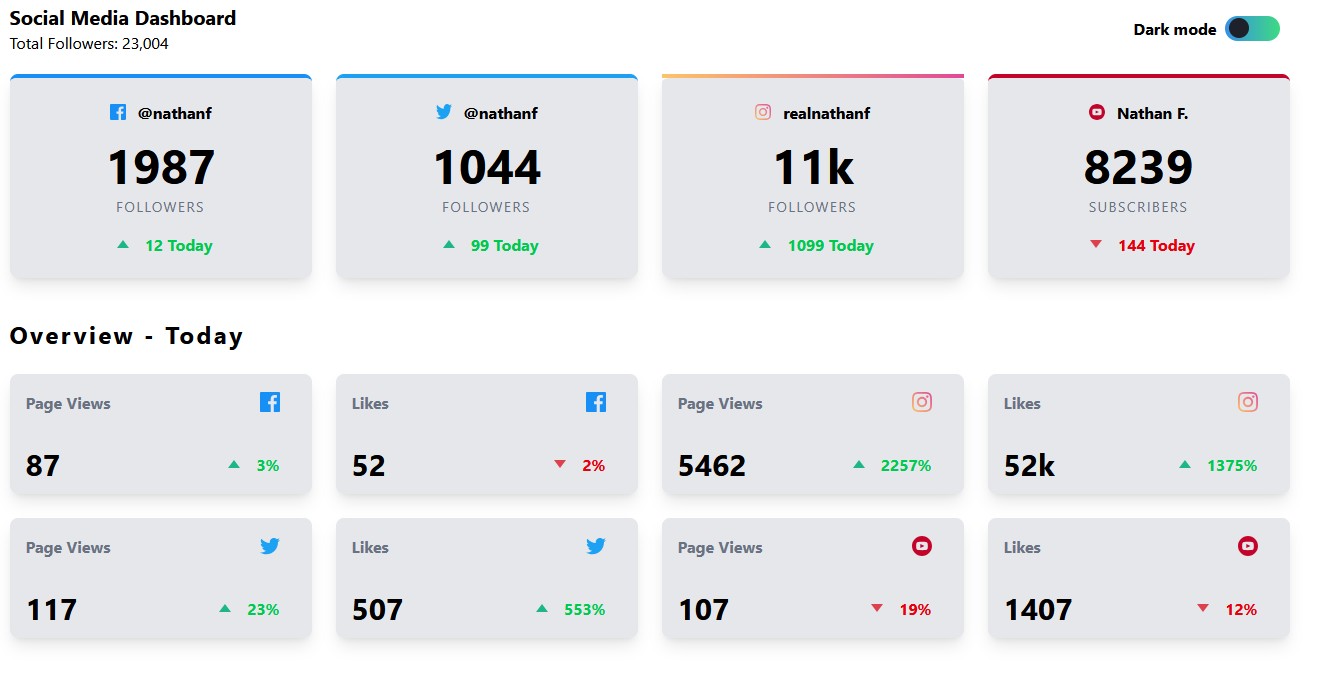 Social Media Dashboard
Total Followers: 23,004
Dark mode
@nathanf
1987
FOLLOWERS
12 Today
@nathanf
1044
FOLLOWERS
99 Today
realnathanf
11k
FOLLOWERS
1099 Today
Nathan F.
8239
SUBSCRIBERS
144 Today
Overview - Today
Page Views
87
3%
Likes
52
2%
Page Views
5462
2257%
Likes
52k
1375%
Page Views
117
23%
Likes
507
553%
Page Views
107
19%
Likes
1407
12%